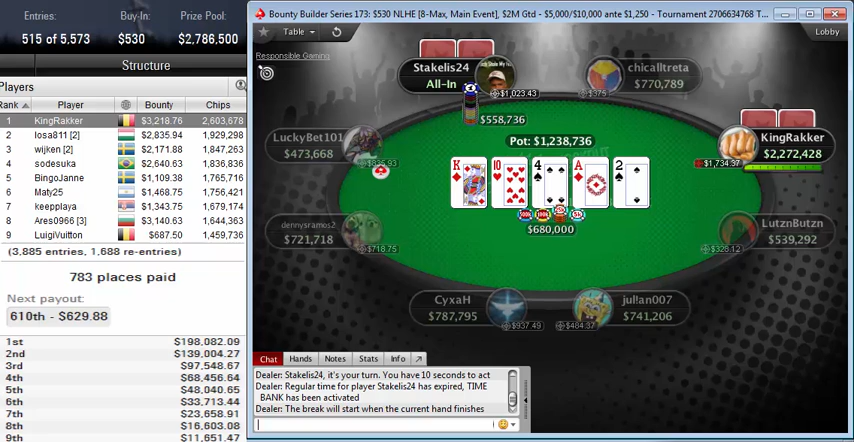 Entries:
Buy-In:
Prize Pool:
515 of 5,573
$530
$2,786,500
Structure
Players
Rank
Player
Bounty
Chips
1 KingRakker $3,218.76 2,603,678
2 losa811 [2] $2,835.94 1,929,298
3 wijken [2] $2,171.88 1,847,263
4 sodesuka $2,640.63 1,836,836
5 BingoJanne $1,109.38 1,765,716
6 Maty25 $1,468.75 1,756,421
7 keepplaya $1,343.75 1,679,174
8 Ares0966 [3] $3,140.63 1,644,363
9 LuigiVuitton $687.50 1,459,736
(3,885 entries, 1,688 re-entries)
783 places paid
Next payout:
610th - $629.88
1st $198,082.09
2nd $139,004.27
3rd $97,548.67
4th $68,456.64
5th $48,040.65
6th $33,713.44
7th $23,658.91
8th $16,603.08
9th $11,651.47
Bounty Builder Series 173: $530 NLHE [8-Max, Main Event], $2M Gtd - $5,000/$10,000 ante $1,250 - Tournament 2706634768 T...
Table
Lobby
Responsible Gaming
Stakelis24
All-In
$1,023.43
chicalltreta
$770,789
$375
$558,736
LuckyBet101
$473,668
$835.93
Pot: $1,238,736
KingRakker
$2,272,428
$1,734.37
K
10
4
A
2
$680,000
dennysramos2
$721,718
$718.75
LutznButzn
$539,292
$328.12
CyxaH
$787,795
$937.49
jul!an007
$741,206
$484.37
Chat
Hands
Notes
Stats
Info
Dealer: Stakelis24, it's your turn. You have 10 seconds to act
Dealer: Regular time for player Stakelis24 has expired, TIME
BANK has been activated
Dealer: The break will start when the current hand finishes